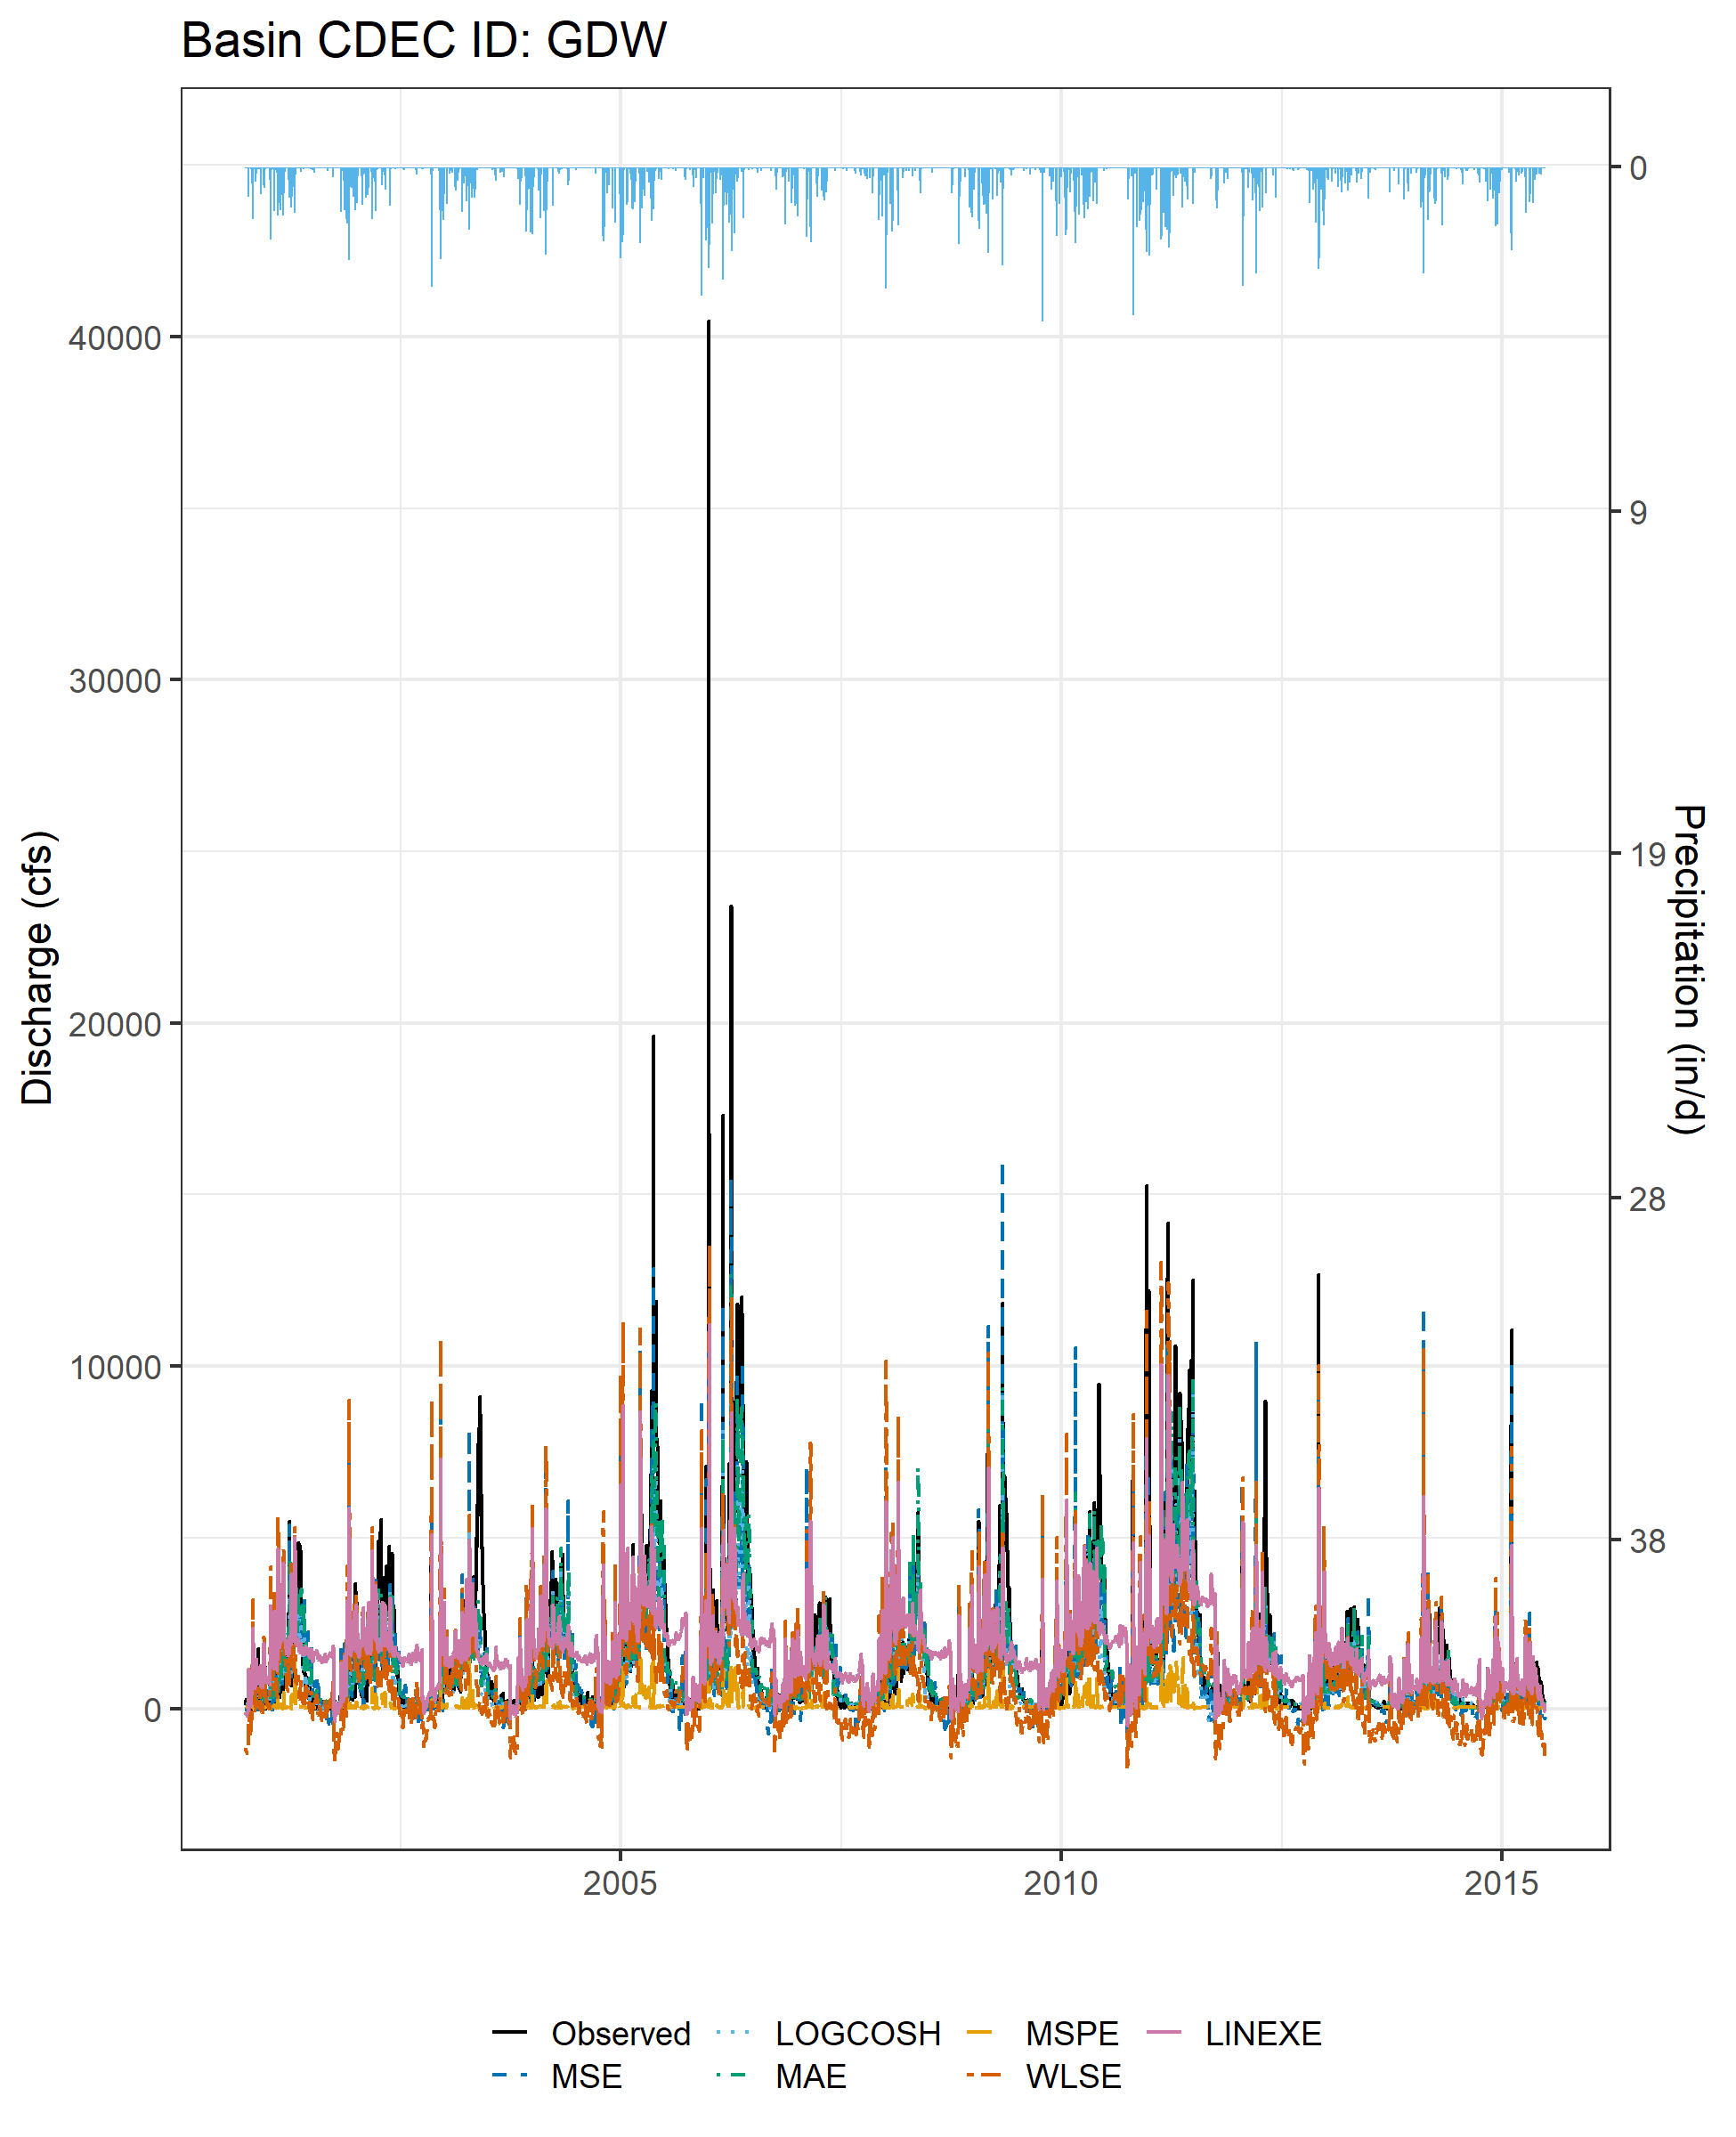 Basin CDEC ID: GDW
0
40000
9
30000
19
Discharge (cfs)
Precipitation (in/d)
20000
28
10000
38
0
2005 2010 2015
Observed LOGCOSH MSPE LINEXE
MSE MAE WLSE